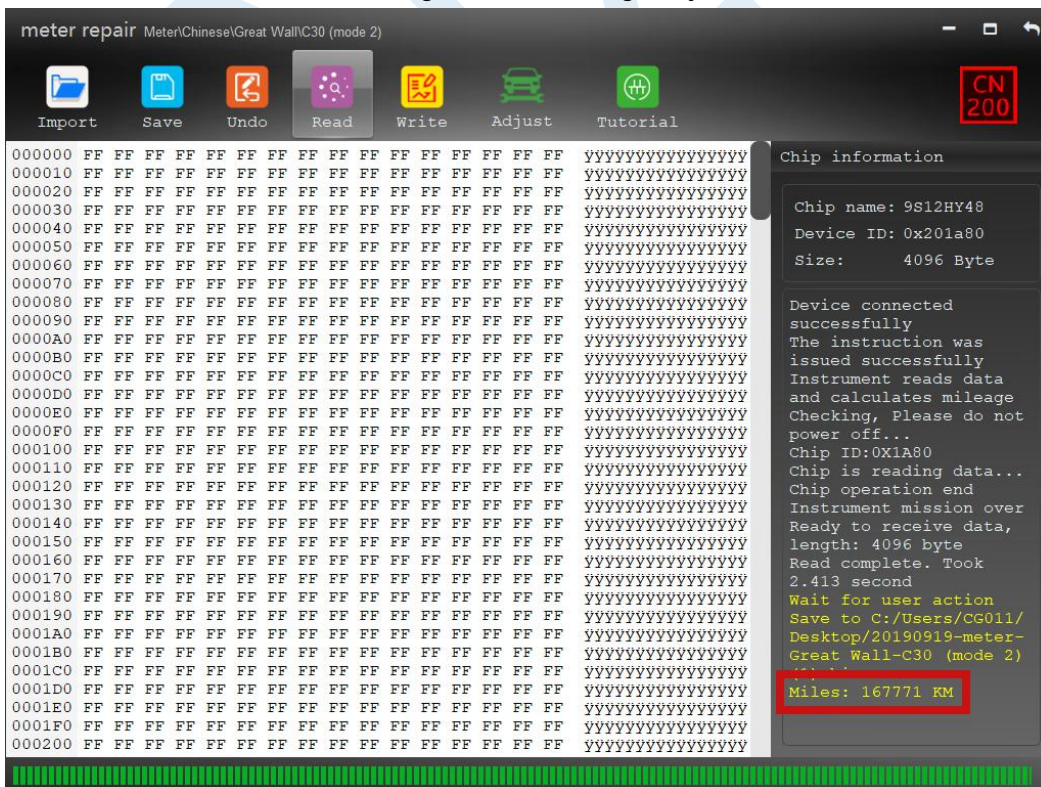 meter repair Meter\Chinese\Great Wall\C30 (mode 2)
Import Save Undo Read Write Adjust Tutorial
CN
200
000000 FF FF FF FF FF FF FF FF FF FF FF FF FF FF FF FF ÿÿÿÿÿÿÿÿÿÿÿÿÿÿÿÿ
000010 FF FF FF FF FF FF FF FF FF FF FF FF FF FF FF FF ÿÿÿÿÿÿÿÿÿÿÿÿÿÿÿÿ
000020 FF FF FF FF FF FF FF FF FF FF FF FF FF FF FF FF ÿÿÿÿÿÿÿÿÿÿÿÿÿÿÿÿ
000030 FF FF FF FF FF FF FF FF FF FF FF FF FF FF FF FF ÿÿÿÿÿÿÿÿÿÿÿÿÿÿÿÿ
000040 FF FF FF FF FF FF FF FF FF FF FF FF FF FF FF FF ÿÿÿÿÿÿÿÿÿÿÿÿÿÿÿÿ
000050 FF FF FF FF FF FF FF FF FF FF FF FF FF FF FF FF ÿÿÿÿÿÿÿÿÿÿÿÿÿÿÿÿ
000060 FF FF FF FF FF FF FF FF FF FF FF FF FF FF FF FF ÿÿÿÿÿÿÿÿÿÿÿÿÿÿÿÿ
000070 FF FF FF FF FF FF FF FF FF FF FF FF FF FF FF FF ÿÿÿÿÿÿÿÿÿÿÿÿÿÿÿÿ
000080 FF FF FF FF FF FF FF FF FF FF FF FF FF FF FF FF ÿÿÿÿÿÿÿÿÿÿÿÿÿÿÿÿ
000090 FF FF FF FF FF FF FF FF FF FF FF FF FF FF FF FF ÿÿÿÿÿÿÿÿÿÿÿÿÿÿÿÿ
0000A0 FF FF FF FF FF FF FF FF FF FF FF FF FF FF FF FF ÿÿÿÿÿÿÿÿÿÿÿÿÿÿÿÿ
0000B0 FF FF FF FF FF FF FF FF FF FF FF FF FF FF FF FF ÿÿÿÿÿÿÿÿÿÿÿÿÿÿÿÿ
0000C0 FF FF FF FF FF FF FF FF FF FF FF FF FF FF FF FF ÿÿÿÿÿÿÿÿÿÿÿÿÿÿÿÿ
0000D0 FF FF FF FF FF FF FF FF FF FF FF FF FF FF FF FF ÿÿÿÿÿÿÿÿÿÿÿÿÿÿÿÿ
0000E0 FF FF FF FF FF FF FF FF FF FF FF FF FF FF FF FF ÿÿÿÿÿÿÿÿÿÿÿÿÿÿÿÿ
0000F0 FF FF FF FF FF FF FF FF FF FF FF FF FF FF FF FF ÿÿÿÿÿÿÿÿÿÿÿÿÿÿÿÿ
000100 FF FF FF FF FF FF FF FF FF FF FF FF FF FF FF FF ÿÿÿÿÿÿÿÿÿÿÿÿÿÿÿÿ
000110 FF FF FF FF FF FF FF FF FF FF FF FF FF FF FF FF ÿÿÿÿÿÿÿÿÿÿÿÿÿÿÿÿ
000120 FF FF FF FF FF FF FF FF FF FF FF FF FF FF FF FF ÿÿÿÿÿÿÿÿÿÿÿÿÿÿÿÿ
000130 FF FF FF FF FF FF FF FF FF FF FF FF FF FF FF FF ÿÿÿÿÿÿÿÿÿÿÿÿÿÿÿÿ
000140 FF FF FF FF FF FF FF FF FF FF FF FF FF FF FF FF ÿÿÿÿÿÿÿÿÿÿÿÿÿÿÿÿ
000150 FF FF FF FF FF FF FF FF FF FF FF FF FF FF FF FF ÿÿÿÿÿÿÿÿÿÿÿÿÿÿÿÿ
000160 FF FF FF FF FF FF FF FF FF FF FF FF FF FF FF FF ÿÿÿÿÿÿÿÿÿÿÿÿÿÿÿÿ
000170 FF FF FF FF FF FF FF FF FF FF FF FF FF FF FF FF ÿÿÿÿÿÿÿÿÿÿÿÿÿÿÿÿ
000180 FF FF FF FF FF FF FF FF FF FF FF FF FF FF FF FF ÿÿÿÿÿÿÿÿÿÿÿÿÿÿÿÿ
000190 FF FF FF FF FF FF FF FF FF FF FF FF FF FF FF FF ÿÿÿÿÿÿÿÿÿÿÿÿÿÿÿÿ
0001A0 FF FF FF FF FF FF FF FF FF FF FF FF FF FF FF FF ÿÿÿÿÿÿÿÿÿÿÿÿÿÿÿÿ
0001B0 FF FF FF FF FF FF FF FF FF FF FF FF FF FF FF FF ÿÿÿÿÿÿÿÿÿÿÿÿÿÿÿÿ
0001C0 FF FF FF FF FF FF FF FF FF FF FF FF FF FF FF FF ÿÿÿÿÿÿÿÿÿÿÿÿÿÿÿÿ
0001D0 FF FF FF FF FF FF FF FF FF FF FF FF FF FF FF FF ÿÿÿÿÿÿÿÿÿÿÿÿÿÿÿÿ
0001E0 FF FF FF FF FF FF FF FF FF FF FF FF FF FF FF FF ÿÿÿÿÿÿÿÿÿÿÿÿÿÿÿÿ
0001F0 FF FF FF FF FF FF FF FF FF FF FF FF FF FF FF FF ÿÿÿÿÿÿÿÿÿÿÿÿÿÿÿÿ
000200 FF FF FF FF FF FF FF FF FF FF FF FF FF FF FF FF ÿÿÿÿÿÿÿÿÿÿÿÿÿÿÿÿ
Chip information
Chip name: 9S12HY48
Device ID: 0x201a80
Size: 4096 Byte
Device connected
successfully
The instruction was
issued successfully
Instrument reads data
and calculates mileage
Checking, Please do not
power off...
Chip ID:0X1A80
Chip is reading data...
Chip operation end
Instrument mission over
Ready to receive data,
length: 4096 byte
Read complete. Took
2.413 second
Wait for user action
Save to C:/Users/CG011/
Desktop/20190919-meter-
Great Wall-C30 (mode 2)
Miles: 167771 KM